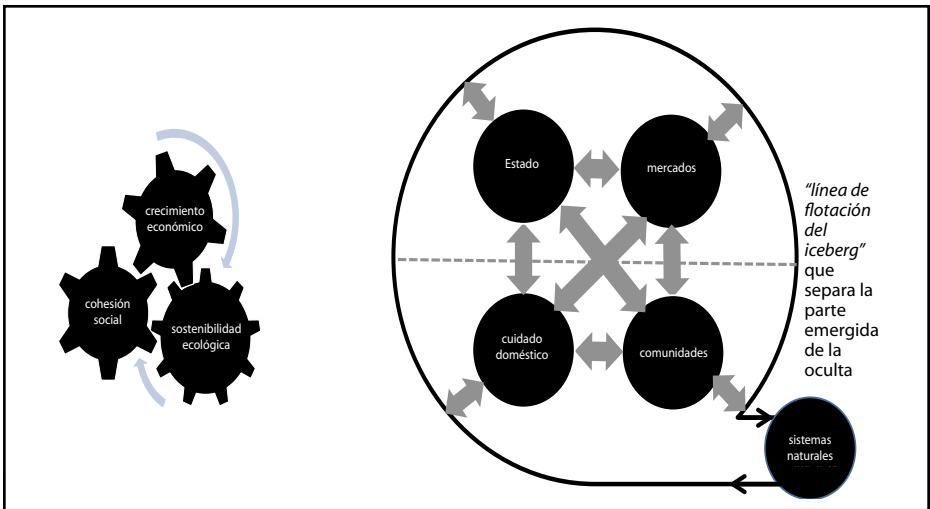 crecimiento
económico
cohesión
social
sostenibilidad
ecológica
Estado
mercados
cuidado
doméstico
comunidades
“línea de
flotación
del
iceberg”
que
separa la
parte
emergida
de la
oculta
sistemas
naturales